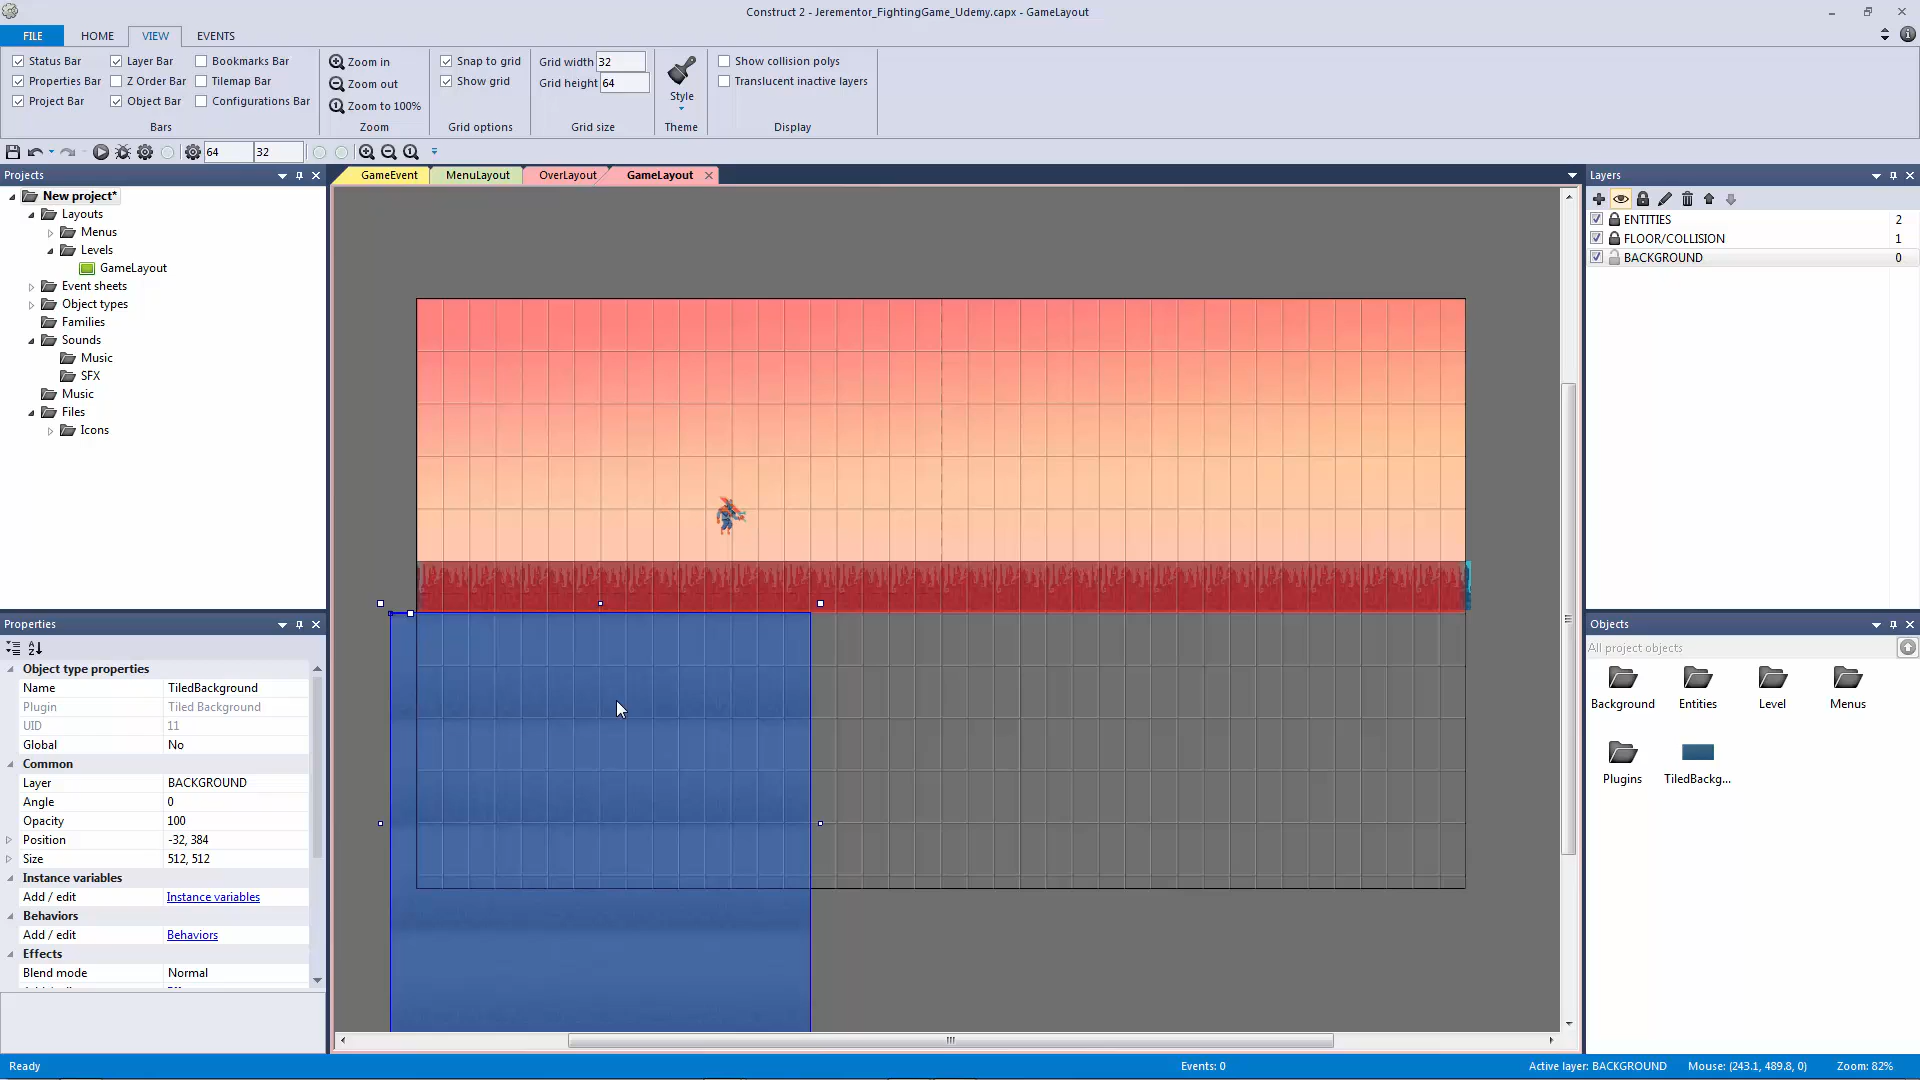 Construct 2 - Jerementor_FightingGame_Udemy.capx - GameLayout
FILE HOME VIEW EVENTS
Status Bar Layer Bar Bookmarks Bar Zoom in Snap to grid Grid width 32 Show collision polys
Properties Bar Z Order Bar Tilemap Bar Zoom out Show grid Grid height 64 Style Translucent inactive layers
Project Bar Object Bar Configurations Bar Zoom to 100%
Bars Zoom Grid options Grid size Theme Display
64 32
Projects
New project*
Layouts
Menus
Levels
GameLayout
Event sheets
Object types
Families
Sounds
Music
SFX
Music
Files
Icons
GameEvent MenuLayout OverLayout GameLayout
Layers
ENTITIES 2
FLOOR/COLLISION 1
BACKGROUND 0
Properties
Object type properties
Name TiledBackground
Plugin Tiled Background
UID 11
Global No
Common
Layer BACKGROUND
Angle 0
Opacity 100
Position -32, 384
Size 512, 512
Instance variables
Add / edit Instance variables
Behaviors
Add / edit Behaviors
Effects
Blend mode Normal
Objects
All project objects
Background Entities Level Menus
Plugins TiledBackg...
Ready Events: 0 Active layer: BACKGROUND Mouse: (243.1, 489.8, 0) Zoom: 82%